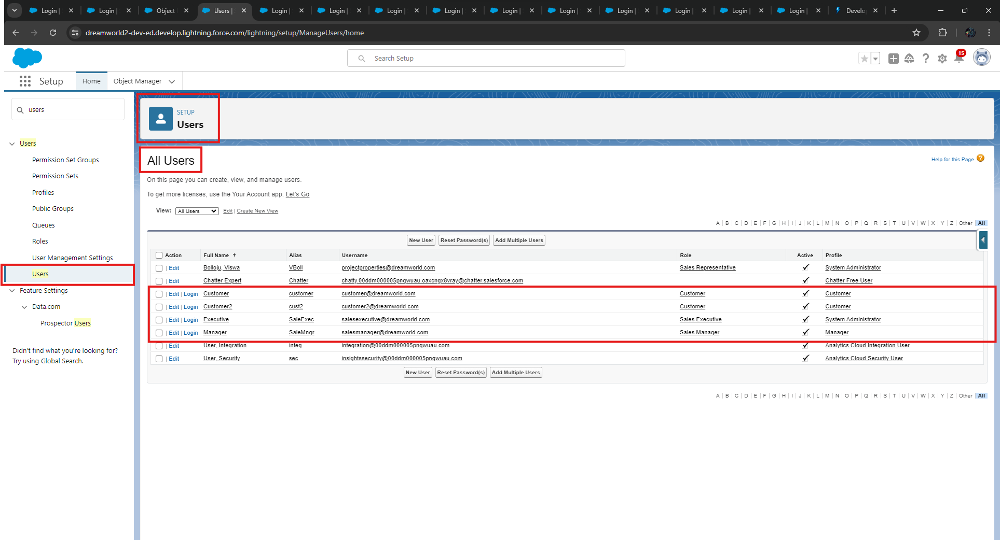 Login | Login | Object Users | Login | Login | Login | Login | Login | Login | Login | Login | Login | Login | Develo
dreamworld2-dev-ed.develop.lightning.force.com/lightning/setup/ManageUsers/home
Search Setup
15
Setup Home Object Manager
users
Users
Permission Set Groups
Permission Sets
Profiles
Public Groups
Queues
Roles
User Management Settings
Users
Feature Settings
Data.com
Prospector Users
Didn't find what you're looking for?
Try using Global Search.
SETUP
Users
All Users
Help for this Page ?
On this page you can create, view, and manage users.
To get more licenses, use the Your Account app. Let's Go
View: All Users Edit | Create New View
A | B | C | D | E | F | G | H | I | J | K | L | M | N | O | P | Q | R | S | T | U | V | W | X | Y | Z | Other All
New User Reset Password(s) Add Multiple Users
Action Full Name ↑ Alias Username Role Active Profile
| Edit Bolloju, Viswa VBoll projectproperties@dreamworld.com Sales Representative ✓ System Administrator
| Edit Chatter Expert Chatter chatty.00ddm000005pnqwuau.oaxcngx8vray@chatter.salesforce.com ✓ Chatter Free User
| Edit | Login Customer customer customer@dreamworld.com Customer ✓ Customer
| Edit | Login Customer2 cust2 customer2@dreamworld.com Customer ✓ Customer
| Edit | Login Executive SaleExec salesexecutive@dreamworld.com Sales Executive ✓ System Administrator
| Edit | Login Manager SaleMngr salesmanager@dreamworld.com Sales Manager ✓ Manager
| Edit User, Integration integ integration@00ddm000005pnqwuau.com ✓ Analytics Cloud Integration User
| Edit User, Security sec insightssecurity@00ddm000005pnqwuau.com ✓ Analytics Cloud Security User
New User Reset Password(s) Add Multiple Users
A | B | C | D | E | F | G | H | I | J | K | L | M | N | O | P | Q | R | S | T | U | V | W | X | Y | Z | Other All